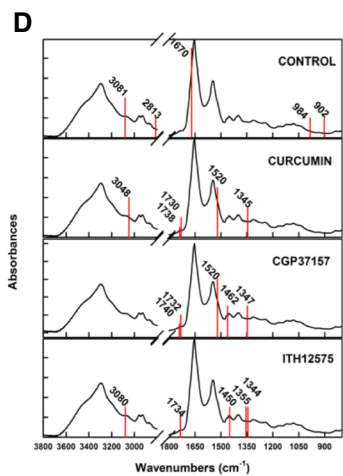 D
1670
CONTROL
3081
2813
984
902
CURCUMIN
3048
1730
1738
1520
1345
CGP37157
1732
1740
1520
1462
1347
ITH12575
3080
1734
1450
1355
1344
Absorbances
3800 3600 3400 3200 3000 1800 1650 1500 1350 1200 1050 900
Wavenumbers (cm⁻¹)